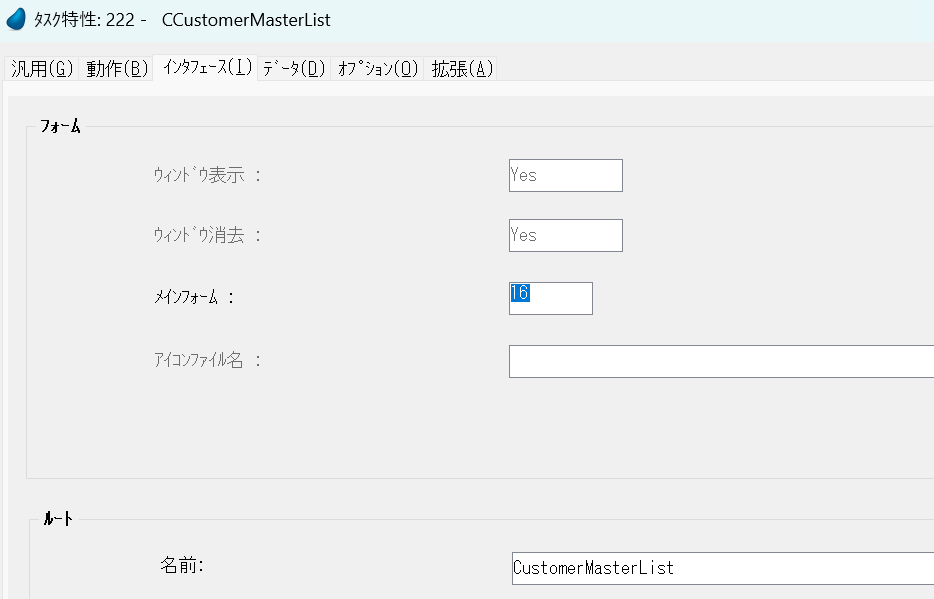 ﾀｽｸ特性: 222 - CCustomerMasterList
汎用(G) 動作(B) ｲﾝﾀﾌｪｰｽ(I) ﾃﾞｰﾀ(D) ｵﾌﾟｼｮﾝ(O) 拡張(A)
ﾌｫｰﾑ
ｳｨﾝﾄﾞｳ表示 : Yes
ｳｨﾝﾄﾞｳ消去 : Yes
ﾒｲﾝﾌｫｰﾑ : 16
ｱｲｺﾝﾌｧｲﾙ名 :
ﾙｰﾄ
名前: CustomerMasterList